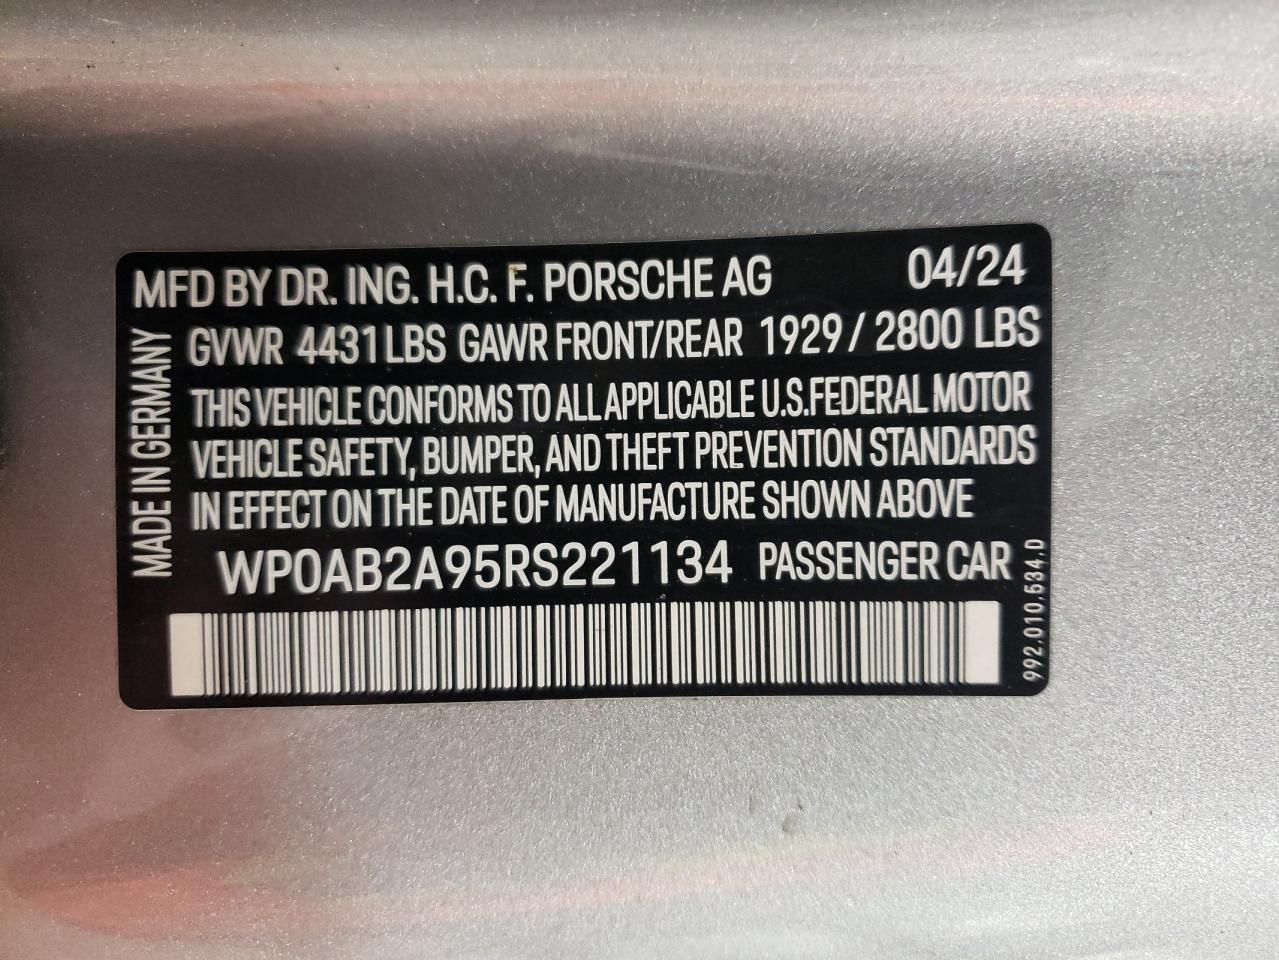 MFD BY DR. ING. H.C. F. PORSCHE AG 04/24
GVWR 4431LBS GAWR FRONT/REAR 1929 / 2800 LBS
THIS VEHICLE CONFORMS TO ALL APPLICABLE U.S.FEDERAL MOTOR
VEHICLE SAFETY, BUMPER, AND THEFT PREVENTION STANDARDS
IN EFFECT ON THE DATE OF MANUFACTURE SHOWN ABOVE
WP0AB2A95RS221134 PASSENGER CAR
MADE IN GERMANY
992.010.534.D